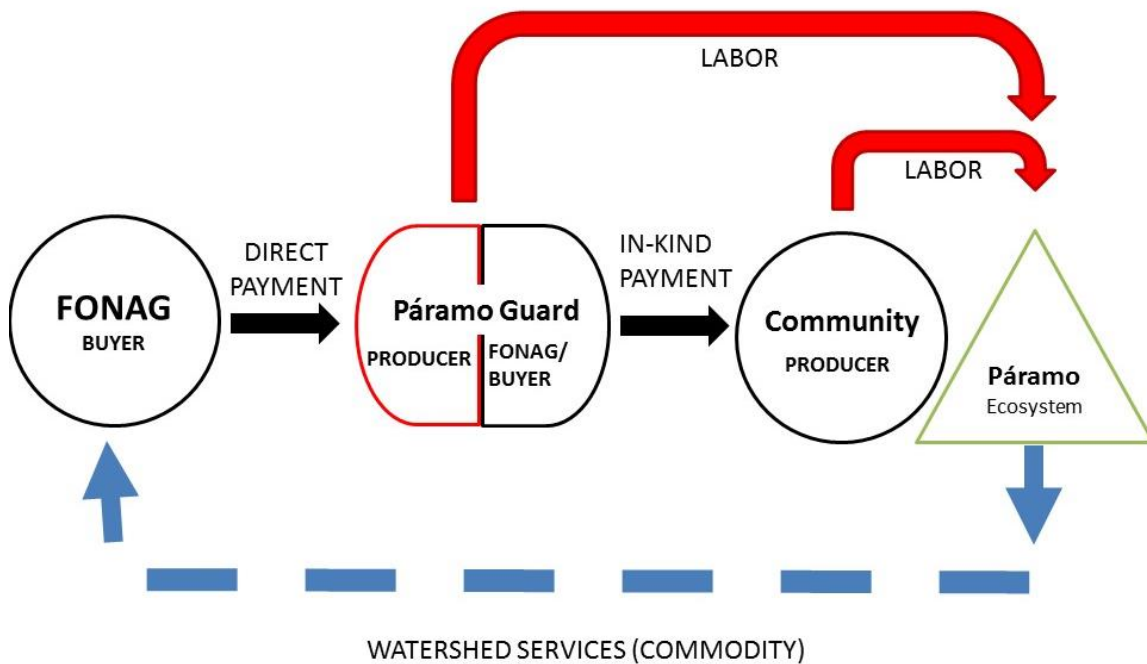 LABOR
LABOR
DIRECT
PAYMENT
IN-KIND
PAYMENT
FONAG
BUYER
Páramo Guard
PRODUCER
FONAG/
BUYER
Community
PRODUCER
Páramo
Ecosystem
WATERSHED SERVICES (COMMODITY)